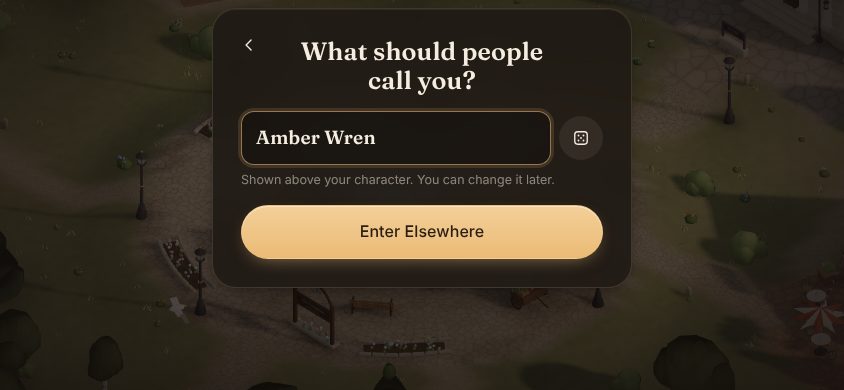 What should people
call you?
Amber Wren
Shown above your character. You can change it later.
Enter Elsewhere